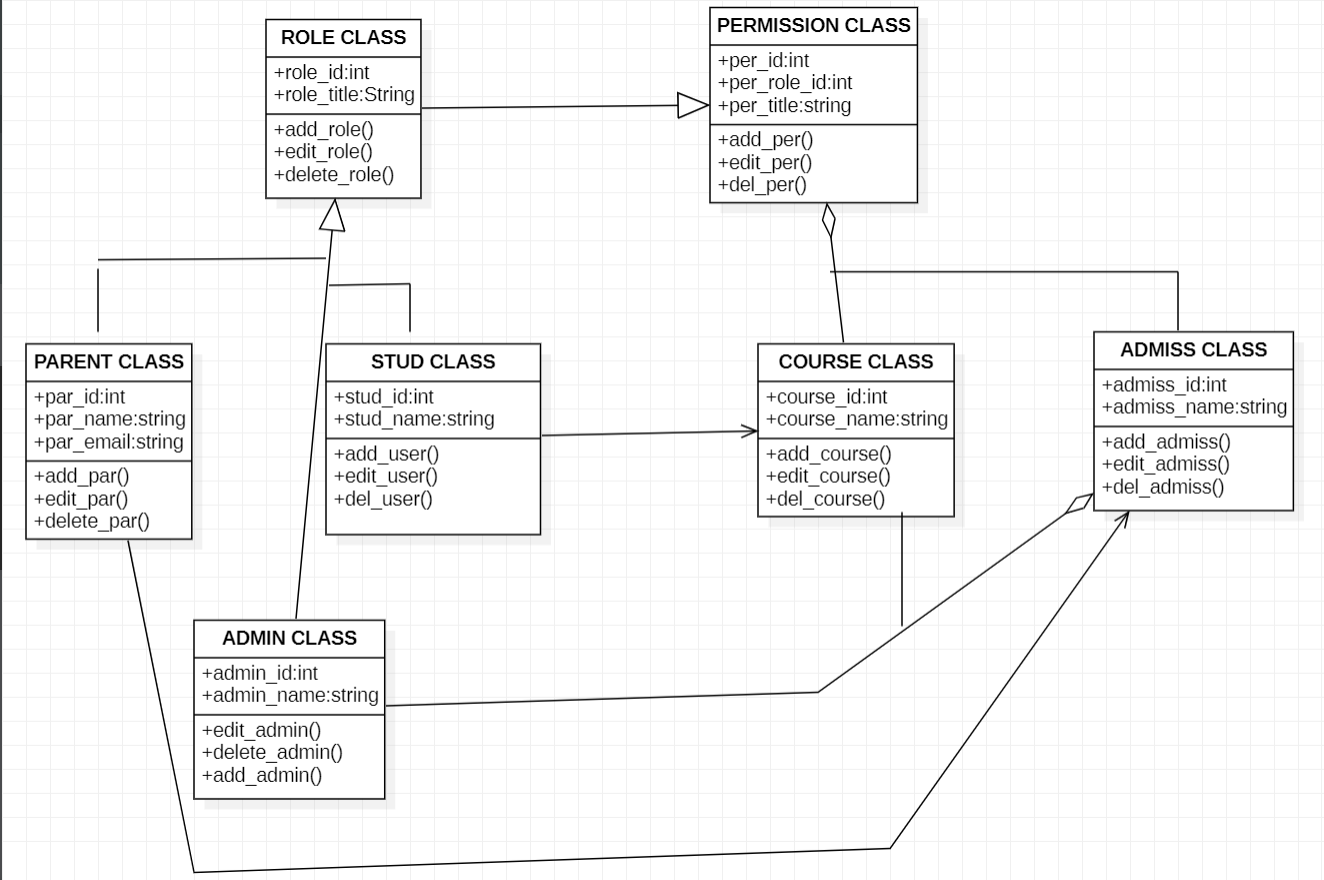 ROLE CLASS
+role_id:int
+role_title:String
+add_role()
+edit_role()
+delete_role()
PERMISSION CLASS
+per_id:int
+per_role_id:int
+per_title:string
+add_per()
+edit_per()
+del_per()
PARENT CLASS
+par_id:int
+par_name:string
+par_email:string
+add_par()
+edit_par()
+delete_par()
STUD CLASS
+stud_id:int
+stud_name:string
+add_user()
+edit_user()
+del_user()
COURSE CLASS
+course_id:int
+course_name:string
+add_course()
+edit_course()
+del_course()
ADMISS CLASS
+admiss_id:int
+admiss_name:string
+add_admiss()
+edit_admiss()
+del_admiss()
ADMIN CLASS
+admin_id:int
+admin_name:string
+edit_admin()
+delete_admin()
+add_admin()